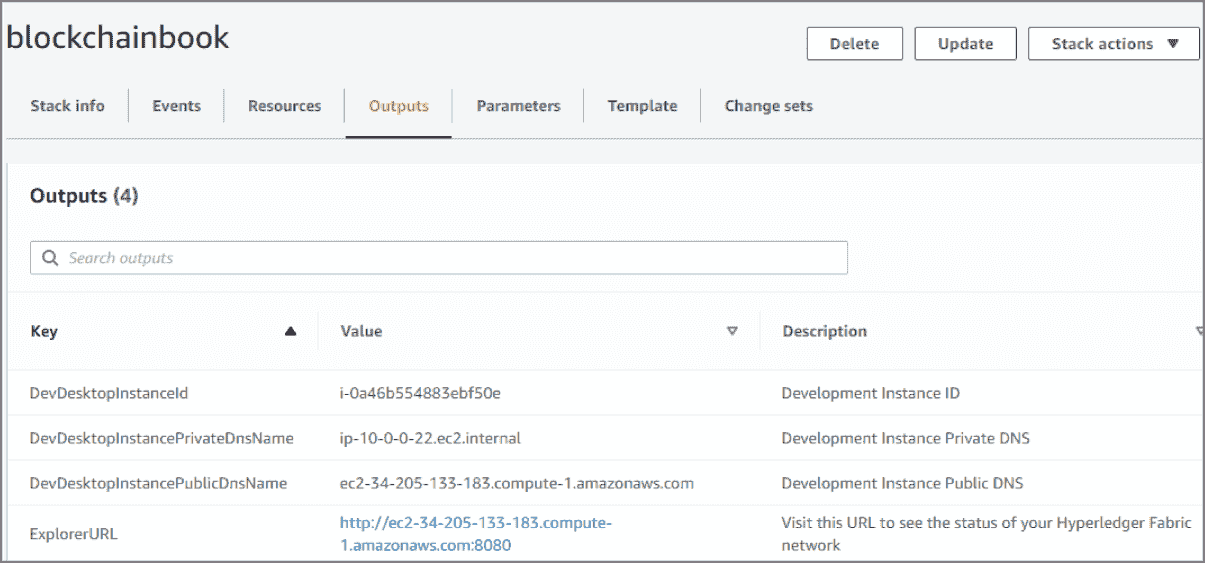 blockchainbook
Delete
Update
Stack actions
Stack info
Events
Resources
Outputs
Parameters
Template
Change sets
Outputs (4)
Search outputs
Key
Value
Description
DevDesktopInstanceId
i-0a46b554883ebf50e
Development Instance ID
DevDesktopInstancePrivateDnsName
ip-10-0-0-22.ec2.internal
Development Instance Private DNS
DevDesktopInstancePublicDnsName
ec2-34-205-133-183.compute-1.amazonaws.com
Development Instance Public DNS
ExplorerURL
http://ec2-34-205-133-183.compute-
1.amazonaws.com:8080
Visit this URL to see the status of your Hyperledger Fabric
network